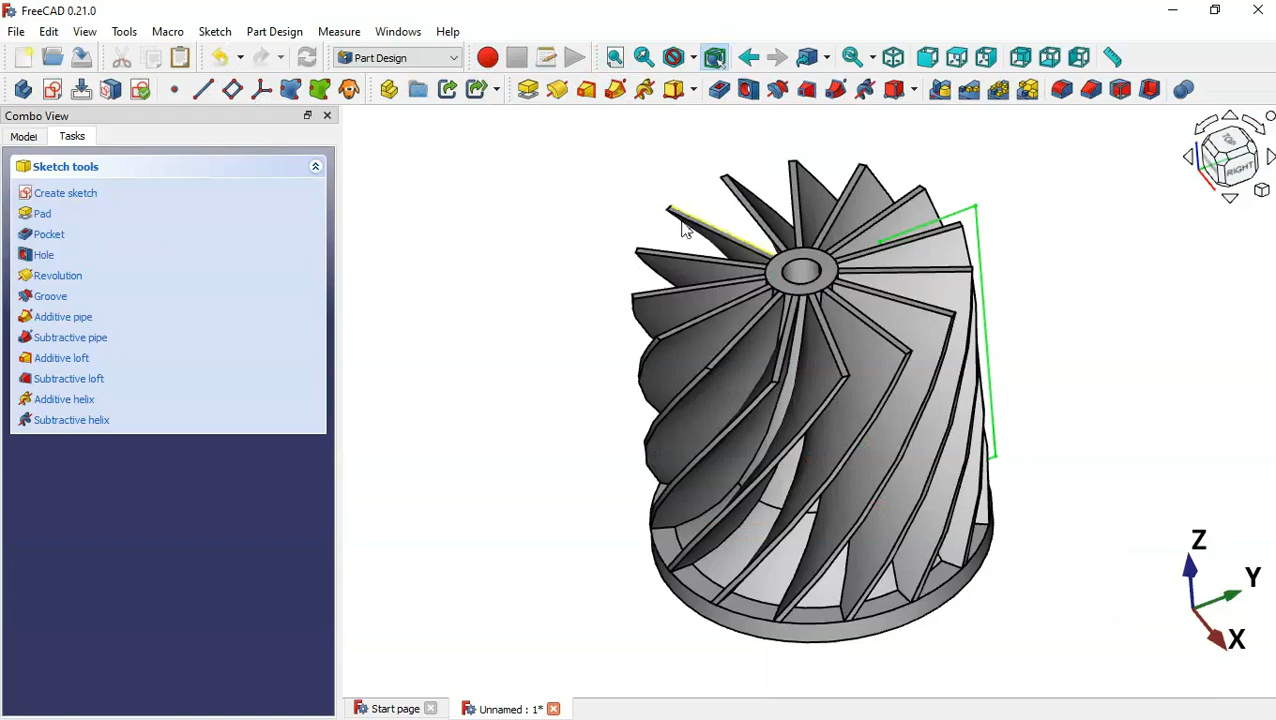 FreeCAD 0.21.0
File Edit View Tools Macro Sketch Part Design Measure Windows Help
Part Design
Combo View
Model Tasks
Sketch tools
Create sketch
Pad
Pocket
Hole
Revolution
Groove
Additive pipe
Subtractive pipe
Additive loft
Subtractive loft
Additive helix
Subtractive helix
TOP
RIGHT
Z
Y
X
Start page
Unnamed : 1*